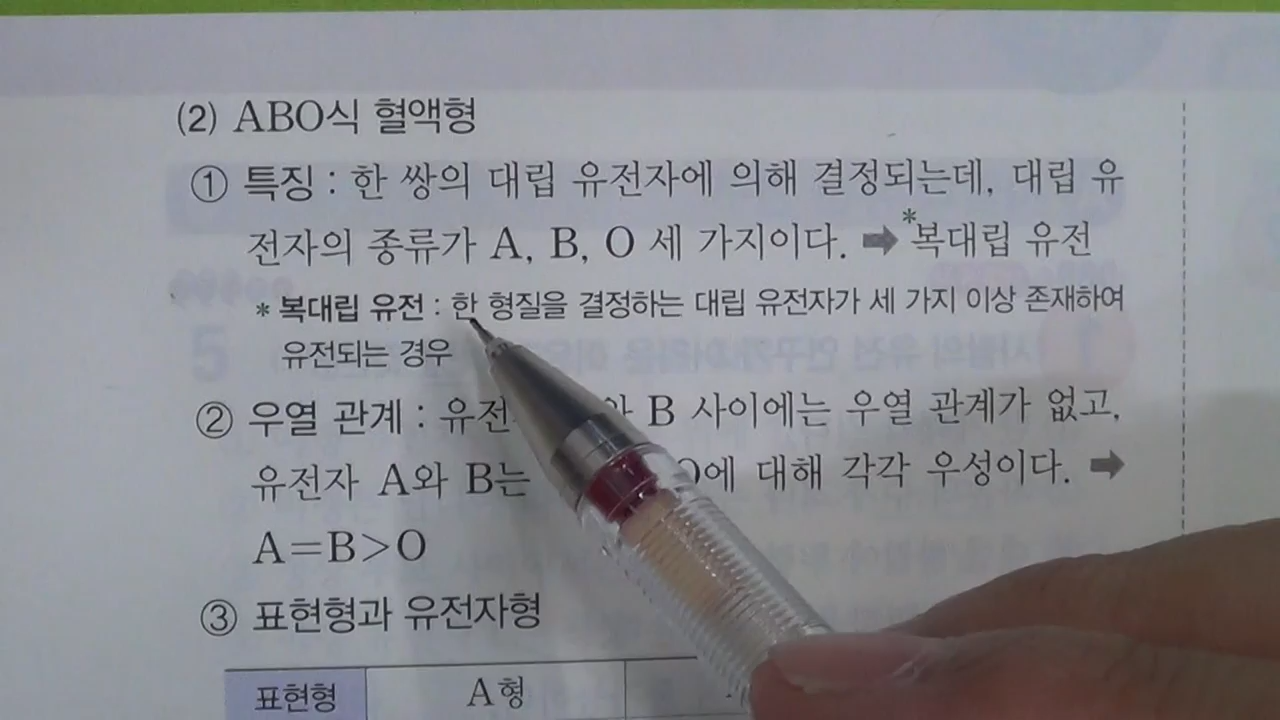 (2) ABO식 혈액형
① 특징 : 한 쌍의 대립 유전자에 의해 결정되는데, 대립 유
전자의 종류가 A, B, O 세 가지이다. ➡ *복대립 유전
* 복대립 유전 : 한 형질을 결정하는 대립 유전자가 세 가지 이상 존재하여
유전되는 경우
② 우열 관계 : 유전 B 사이에는 우열 관계가 없고,
유전자 A와 B는 O에 대해 각각 우성이다. ➡
A=B>O
③ 표현형과 유전자형
표현형 A형